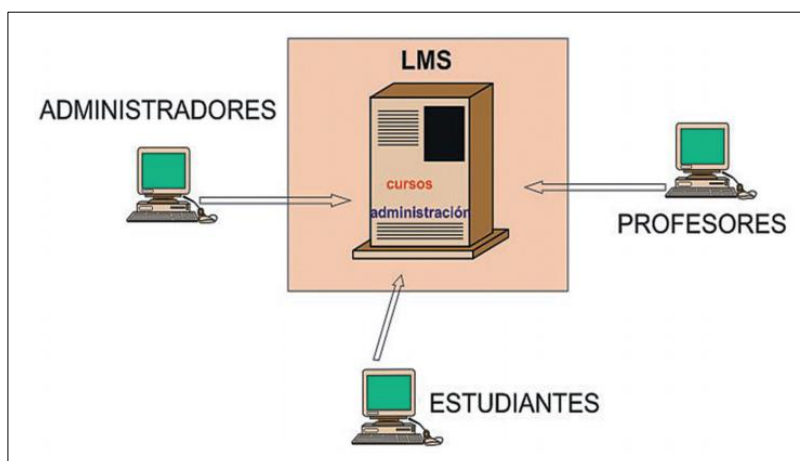 LMS
ADMINISTRADORES
cursos
administración
PROFESORES
ESTUDIANTES